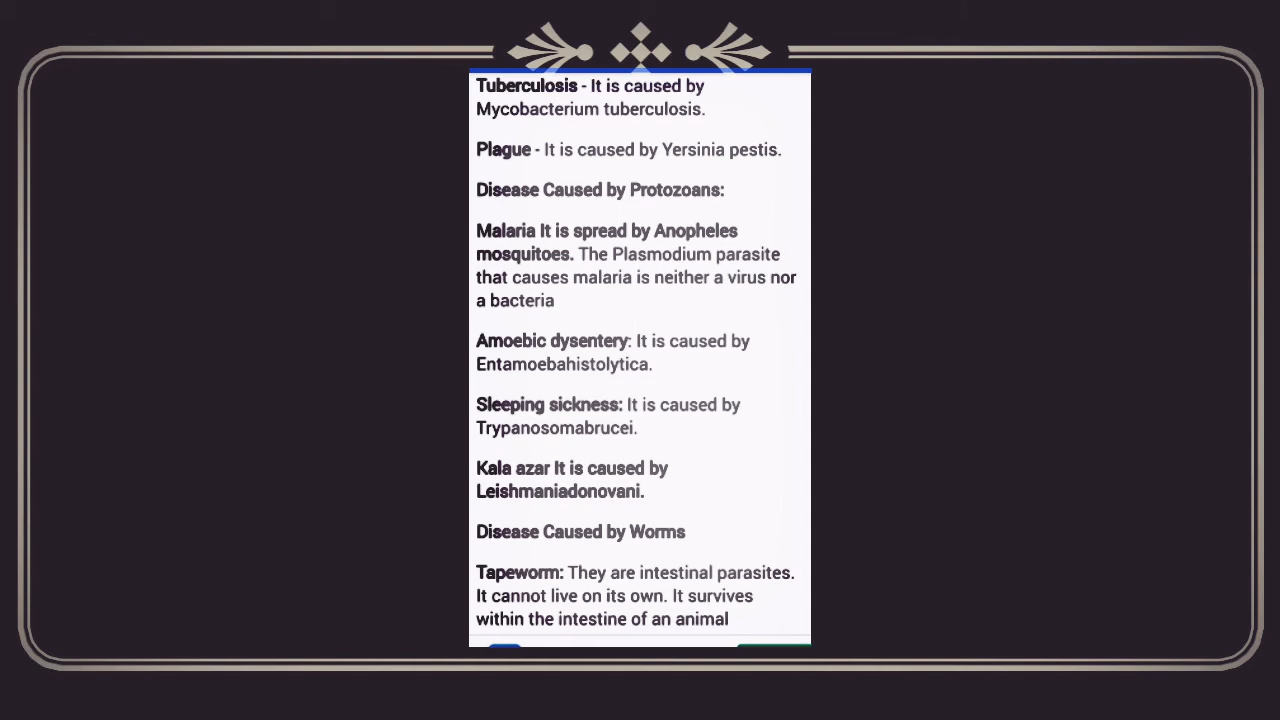 Tuberculosis - It is caused by
Mycobacterium tuberculosis.
Plague - It is caused by Yersinia pestis.
Disease Caused by Protozoans:
Malaria It is spread by Anopheles
mosquitoes. The Plasmodium parasite
that causes malaria is neither a virus nor
a bacteria
Amoebic dysentery: It is caused by
Entamoebahistolytica.
Sleeping sickness: It is caused by
Trypanosomabrucei.
Kala azar It is caused by
Leishmaniadonovani.
Disease Caused by Worms
Tapeworm: They are intestinal parasites.
It cannot live on its own. It survives
within the intestine of an animal